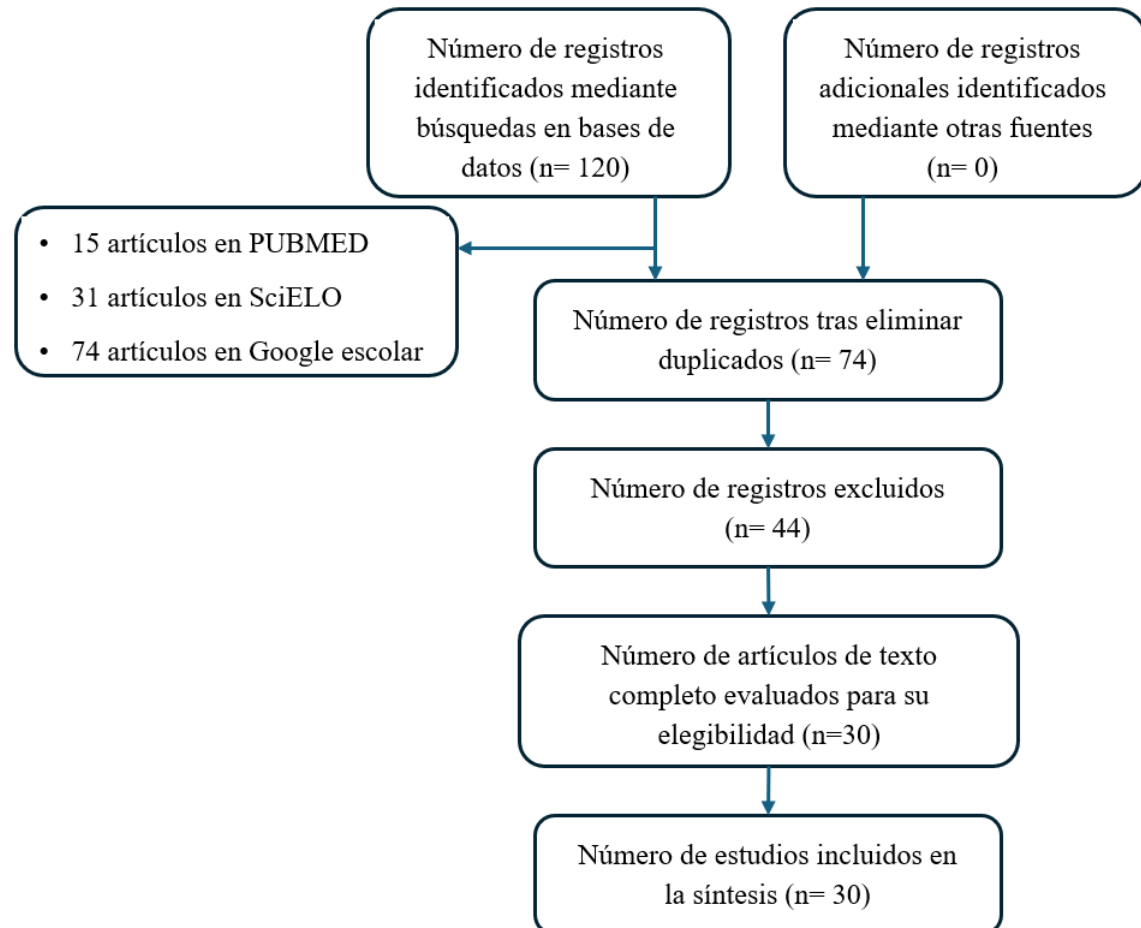 Número de registros
identificados mediante
búsquedas en bases de
datos (n= 120)
Número de registros
adicionales identificados
mediante otras fuentes
(n= 0)
• 15 artículos en PUBMED
• 31 artículos en SciELO
• 74 artículos en Google escolar
Número de registros tras eliminar
duplicados (n= 74)
Número de registros excluidos
(n= 44)
Número de artículos de texto
completo evaluados para su
elegibilidad (n=30)
Número de estudios incluidos en
la síntesis (n= 30)